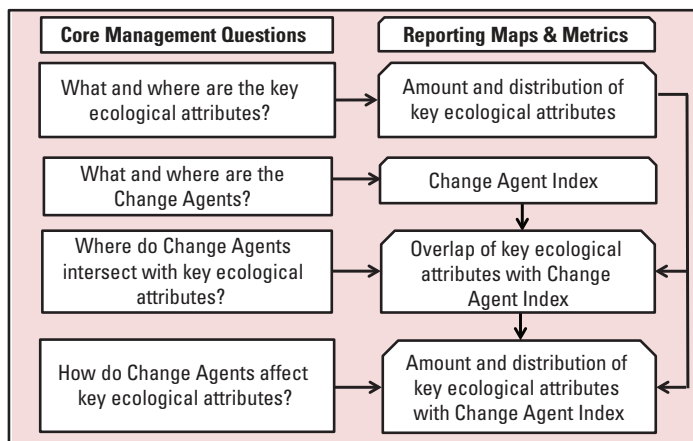 Core Management Questions
Reporting Maps & Metrics
What and where are the key
ecological attributes?
Amount and distribution of
key ecological attributes
What and where are the
Change Agents?
Change Agent Index
Where do Change Agents
intersect with key ecological
attributes?
Overlap of key ecological
attributes with Change
Agent Index
How do Change Agents affect
key ecological attributes?
Amount and distribution of
key ecological attributes
with Change Agent Index